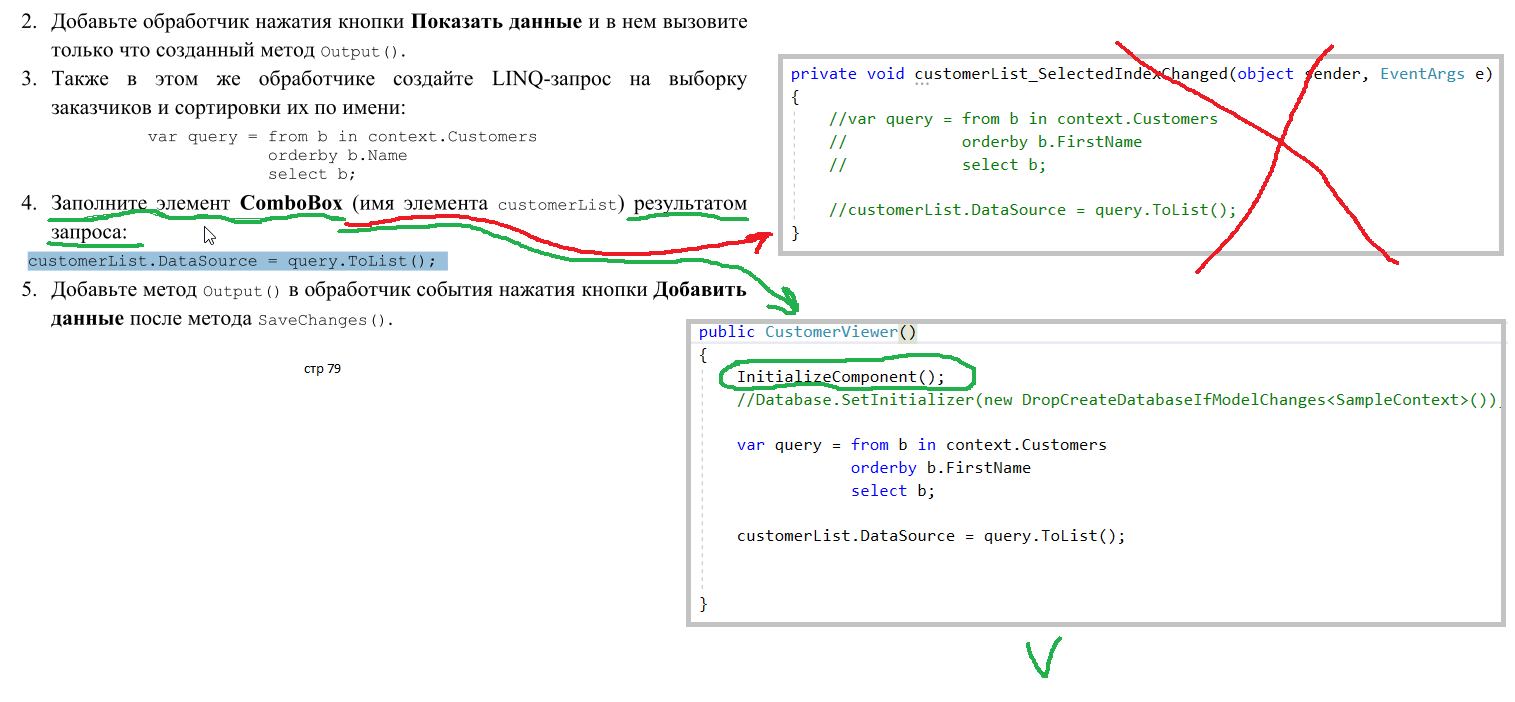 2. Добавьте обработчик нажатия кнопки Показать данные и в нем вызовите
только что созданный метод Output().
3. Также в этом же обработчике создайте LINQ-запрос на выборку
заказчиков и сортировки их по имени:
var query = from b in context.Customers
orderby b.Name
select b;
4. Заполните элемент ComboBox (имя элемента customerList) результатом
запроса:
customerList.DataSource = query.ToList();
5. Добавьте метод Output() в обработчик события нажатия кнопки Добавить
данные после метода SaveChanges().
стр 79
private void customerList_SelectedIndexChanged(object sender, EventArgs e)
{
//var query = from b in context.Customers
// orderby b.FirstName
// select b;
//customerList.DataSource = query.ToList();
}
public CustomerViewer()
{
InitializeComponent();
//Database.SetInitializer(new DropCreateDatabaseIfModelChanges<SampleContext>());
var query = from b in context.Customers
orderby b.FirstName
select b;
customerList.DataSource = query.ToList();
}